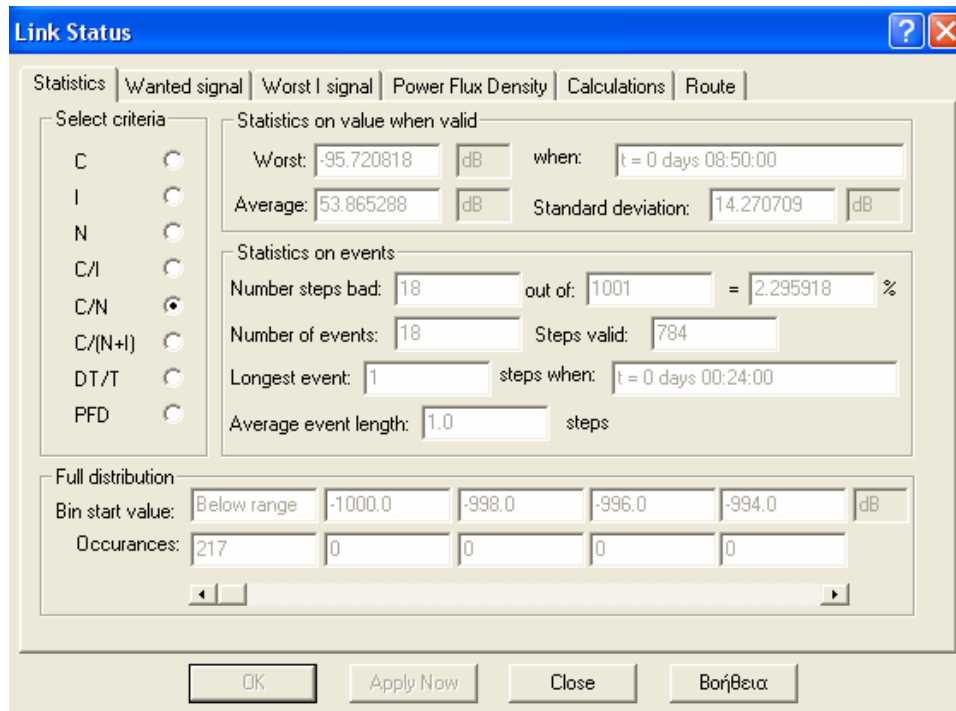 Link Status
Statistics Wanted signal Worst I signal Power Flux Density Calculations Route
Select criteria
C
I
N
C/I
C/N
C/(N+I)
DT/T
PFD
Statistics on value when valid
Worst: -95.720818 dB when: t = 0 days 08:50:00
Average: 53.865288 dB Standard deviation: 14.270709 dB
Statistics on events
Number steps bad: 18 out of: 1001 = 2.295918 %
Number of events: 18 Steps valid: 784
Longest event: 1 steps when: t = 0 days 00:24:00
Average event length: 1.0 steps
Full distribution
Bin start value: Below range -1000.0 -998.0 -996.0 -994.0 dB
Occurances: 217 0 0 0 0
OK Apply Now Close Βοήθεια